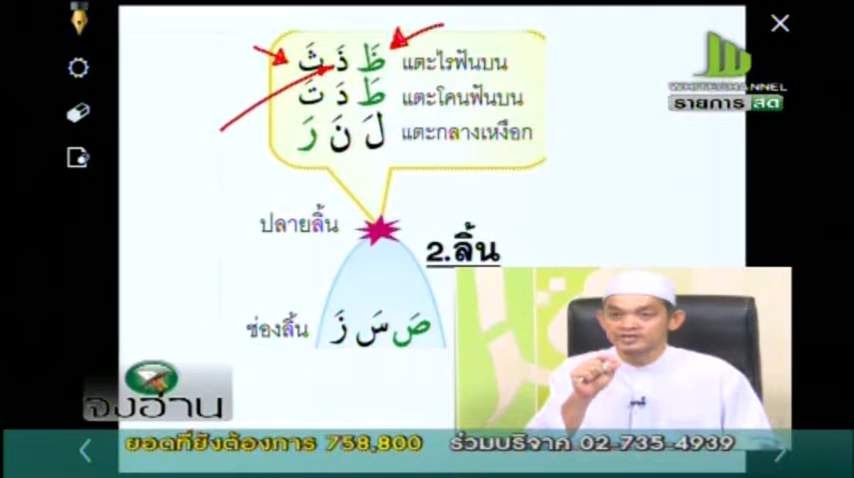 ثَ ذَ ظَ แตะไรฟันบน
تَ دَ طَ แตะโคนฟันบน
رَ نَ لَ แตะกลางเหงือก
WHITECHANNEL
รายการ สด
ปลายลิ้น
2.ลิ้น
ช่องลิ้น زَ سَ صَ
จงอ่าน
ยอดที่ยังต้องการ 758,800 ร่วมบริจาค 02-735-4939